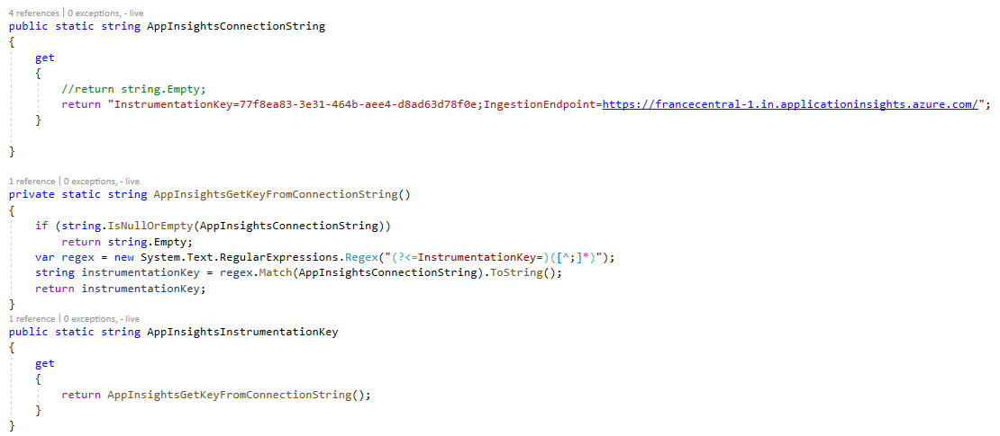 4 references | 0 exceptions, - live
public static string AppInsightsConnectionString
{
get
{
//return string.Empty;
return "InstrumentationKey=77f8ea83-3e31-464b-aee4-d8ad63d78f0e;IngestionEndpoint=https://francecentral-1.in.applicationinsights.azure.com/";
}
}
1 reference | 0 exceptions, - live
private static string AppInsightsGetKeyFromConnectionString()
{
if (string.IsNullOrEmpty(AppInsightsConnectionString))
return string.Empty;
var regex = new System.Text.RegularExpressions.Regex("(?<=InstrumentationKey=)([^;]*)");
string instrumentationKey = regex.Match(AppInsightsConnectionString).ToString();
return instrumentationKey;
}
1 reference | 0 exceptions, - live
public static string AppInsightsInstrumentationKey
{
get
{
return AppInsightsGetKeyFromConnectionString();
}
}